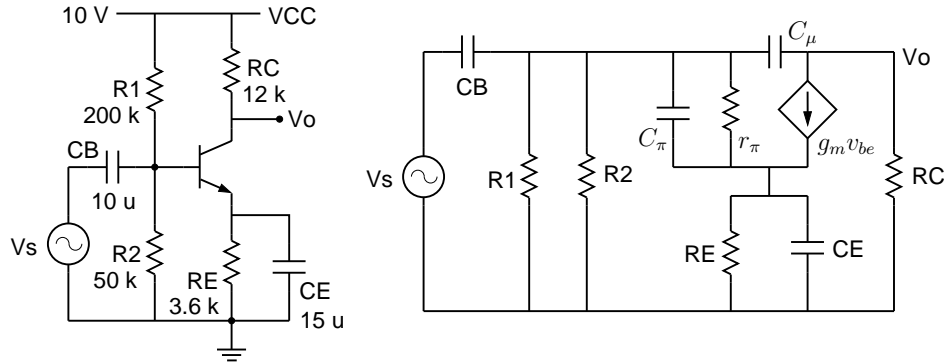 10 V VCC
R1
200 k
RC
12 k
Vo
CB
10 u
Vs
R2
50 k
RE
3.6 k
CE
15 u
CB
Cμ
Vo
Cπ
rπ
gmvbe
Vs
R1
R2
RC
RE
CE